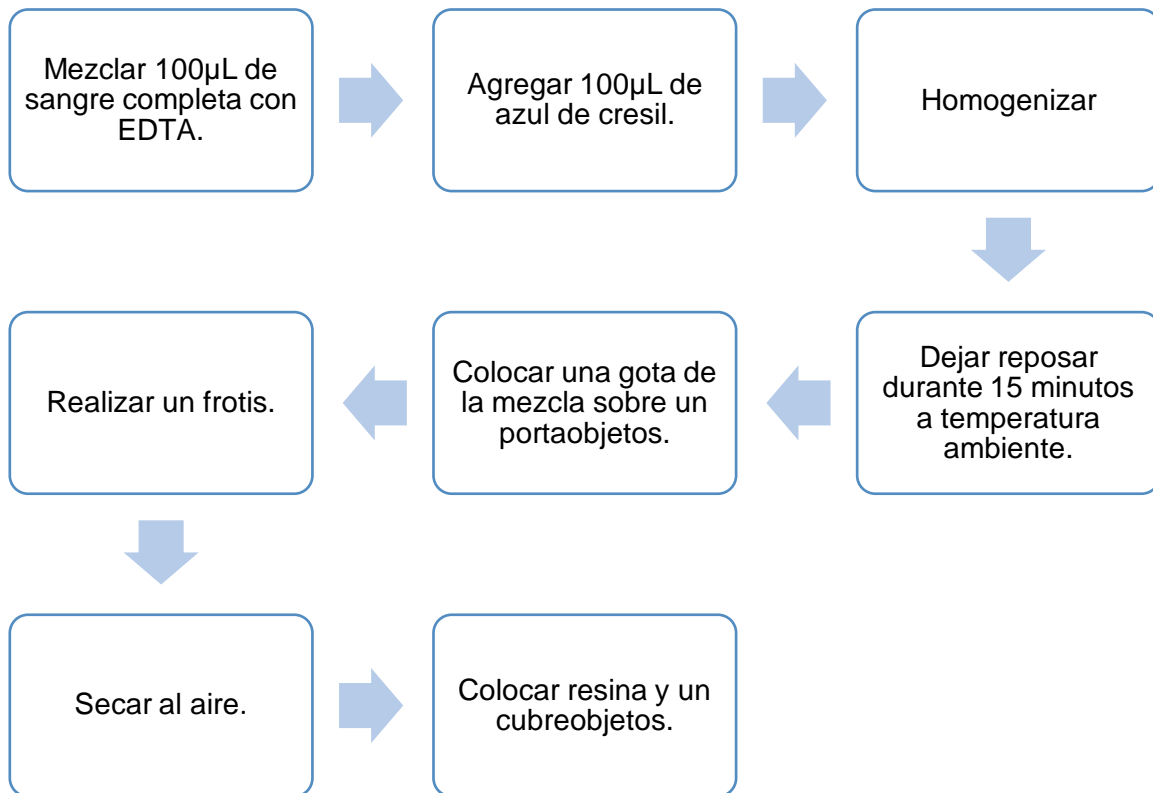 Mezclar 100µL de
sangre completa con
EDTA.
Agregar 100µL de
azul de cresil.
Homogenizar
Dejar reposar
durante 15 minutos
a temperatura
ambiente.
Colocar una gota de
la mezcla sobre un
portaobjetos.
Realizar un frotis.
Secar al aire.
Colocar resina y un
cubreobjetos.